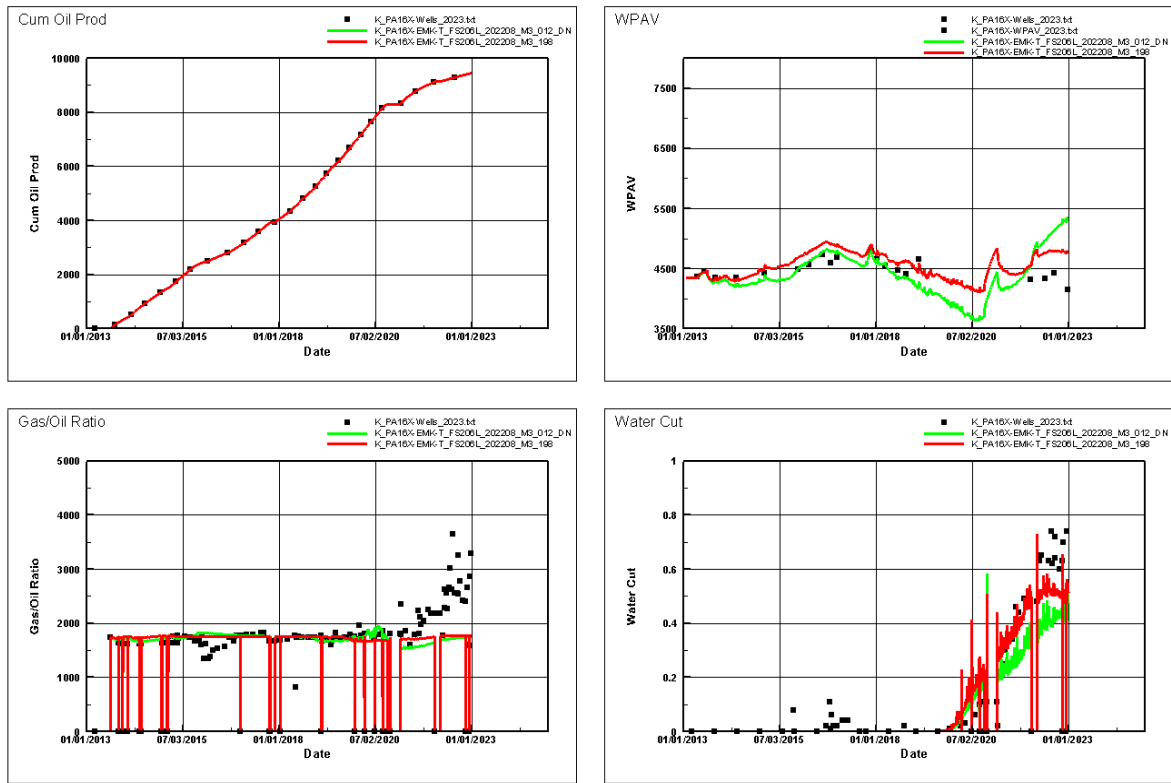 Cum Oil Prod
K_PA16X-Wells_2023.txt
K_PA16X-EMK-T_FS206L_202208_M3_012_DN
K_PA16X-EMK-T_FS206L_202208_M3_198
10000
8000
6000
4000
2000
0
Cum Oil Prod
01/01/2013
07/03/2015
01/01/2018
07/02/2020
01/01/2023
Date
WPAV
K_PA16X-Wells_2023.txt
K_PA16X-WPAV_2023.txt
K_PA16X-EMK-T_FS206L_202208_M3_012_DN
K_PA16X-EMK-T_FS206L_202208_M3_198
7500
6500
5500
4500
3500
WPAV
01/01/2013
07/03/2015
01/01/2018
07/02/2020
01/01/2023
Date
Gas/Oil Ratio
K_PA16X-Wells_2023.txt
K_PA16X-EMK-T_FS206L_202208_M3_012_DN
K_PA16X-EMK-T_FS206L_202208_M3_198
5000
4000
3000
2000
1000
0
Gas/Oil Ratio
01/01/2013
07/03/2015
01/01/2018
07/02/2020
01/01/2023
Date
Water Cut
K_PA16X-Wells_2023.txt
K_PA16X-EMK-T_FS206L_202208_M3_012_DN
K_PA16X-EMK-T_FS206L_202208_M3_198
1
0.8
0.6
0.4
0.2
0
Water Cut
01/01/2013
07/03/2015
01/01/2018
07/02/2020
01/01/2023
Date